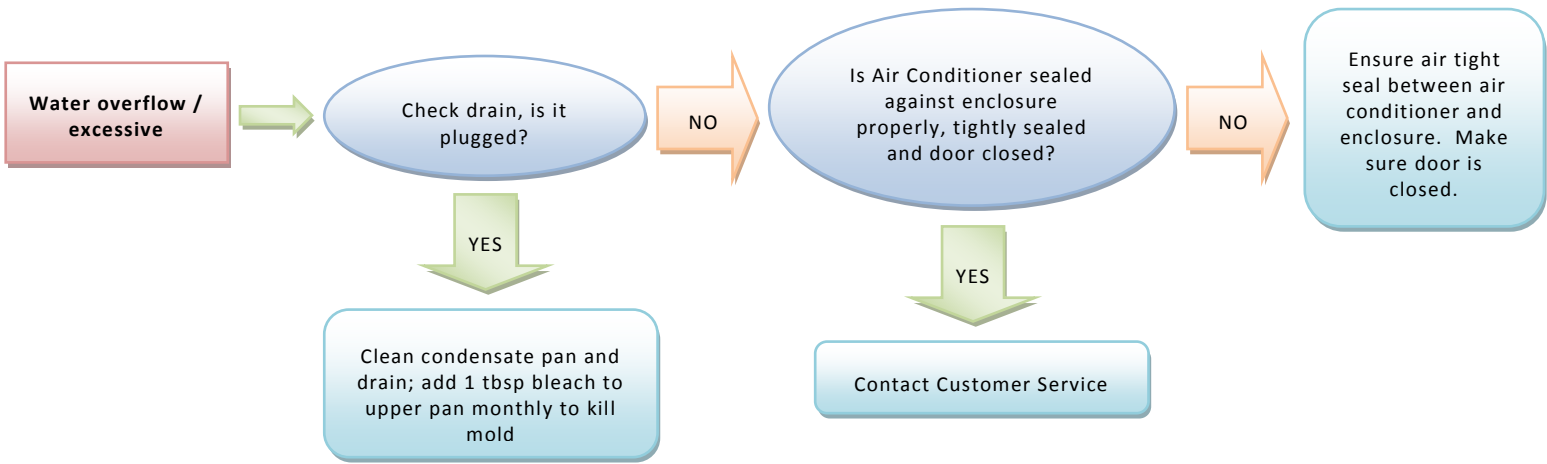 Water overflow /
excessive
Check drain, is it
plugged?
NO
Is Air Conditioner sealed
against enclosure
properly, tightly sealed
and door closed?
NO
Ensure air tight
seal between air
conditioner and
enclosure.  Make
sure door is
closed.
YES
Clean condensate pan and
drain; add 1 tbsp bleach to
upper pan monthly to kill
mold
YES
Contact Customer Service